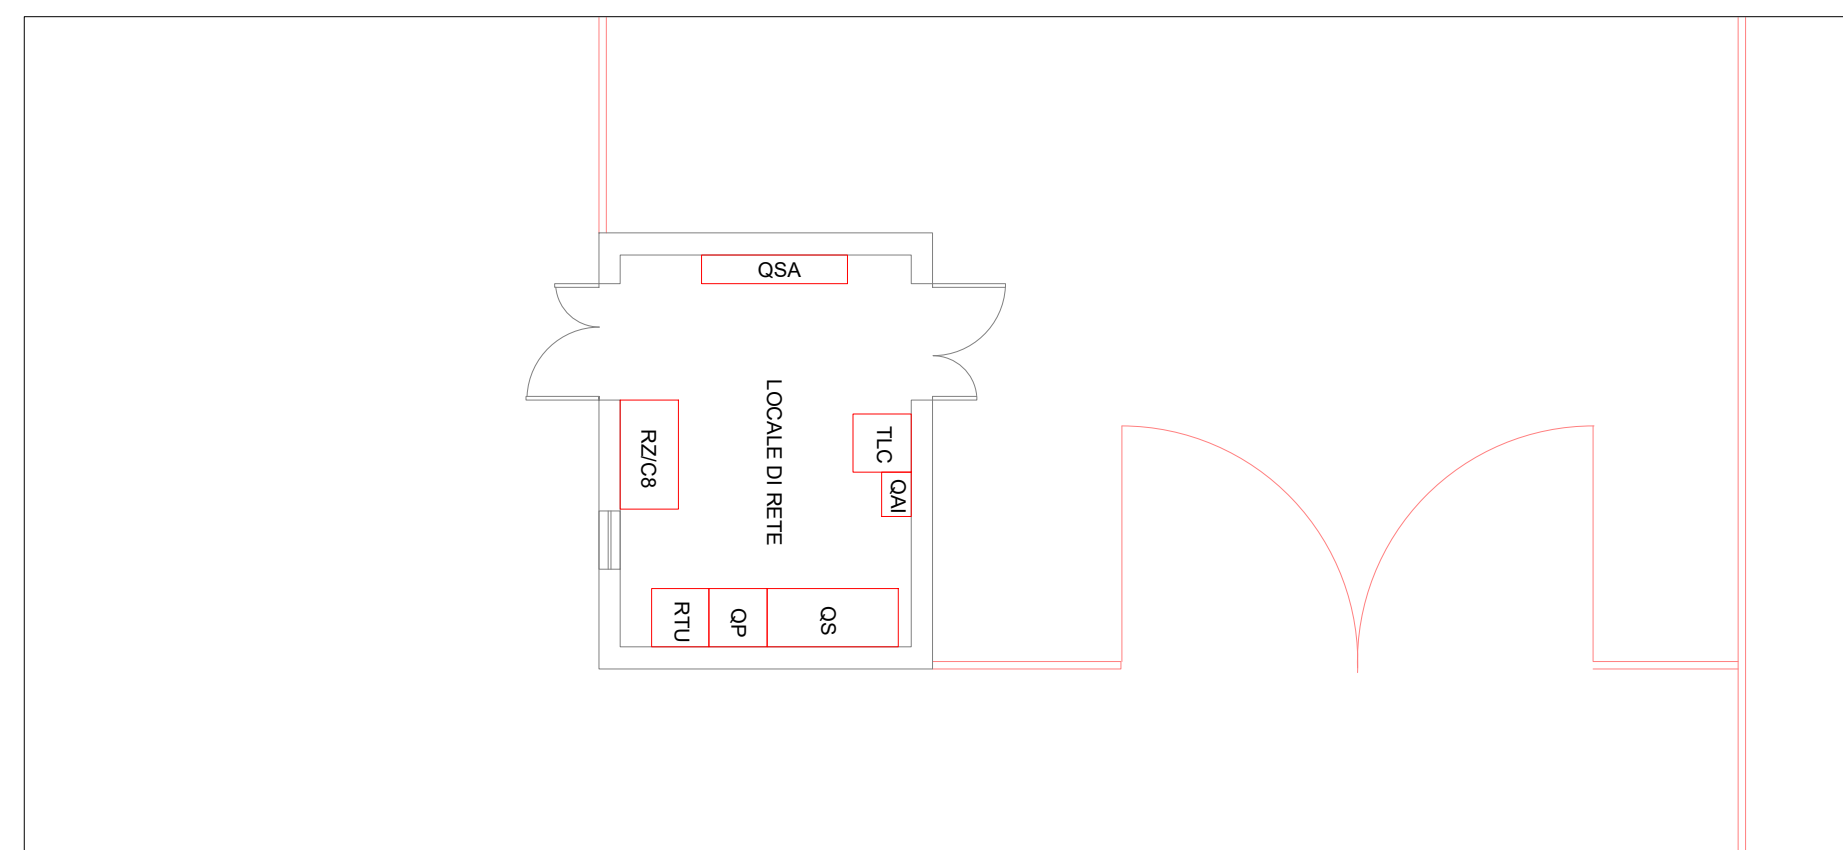 QSA
LOCALE DI RETE
RZ/C8
TLC
QAI
RTU
QP
QS